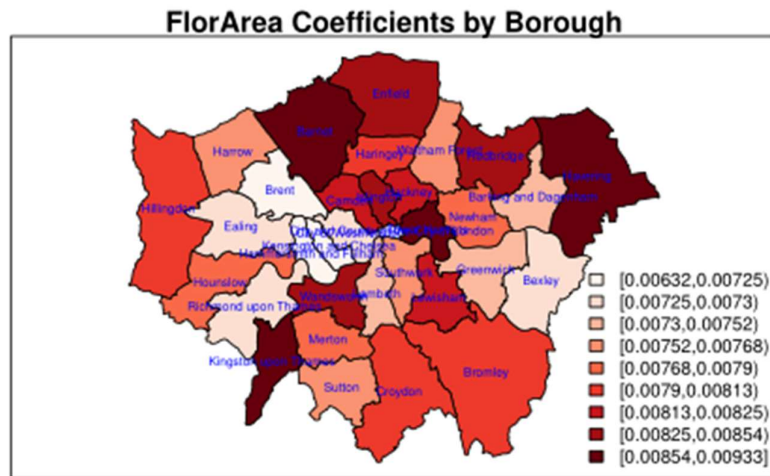 FlorArea Coefficients by Borough
Enfield
Barnet
Harrow
Haringey
Waltham Forest
Redbridge
Havering
Brent
Camden
Islington
Hackney
Barking and Dagenham
Hillingdon
Ealing
Newham
Kensington and Chelsea
Hammersmith and Fulham
Hounslow
Southwark
Greenwich
Bexley
Richmond upon Thames
Wandsworth
Lambeth
Lewisham
Merton
Kingston upon Thames
Sutton
Croydon
Bromley
[0.00632,0.00725)
[0.00725,0.0073)
[0.0073,0.00752)
[0.00752,0.00768)
[0.00768,0.0079)
[0.0079,0.00813)
[0.00813,0.00825)
[0.00825,0.00854)
[0.00854,0.00933]